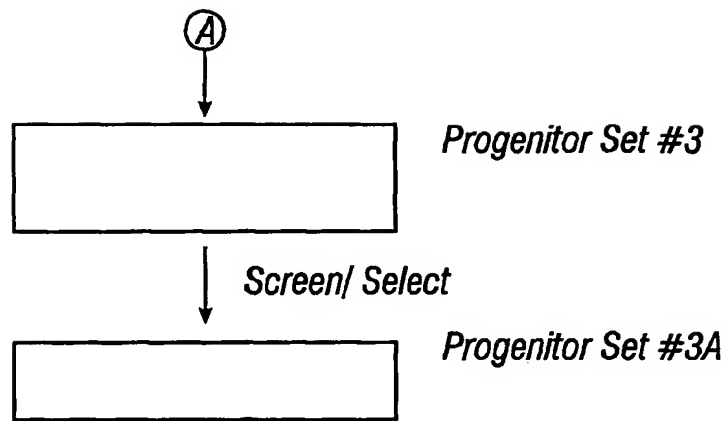 A
Progenitor Set #3
Screen/ Select
Progenitor Set #3A